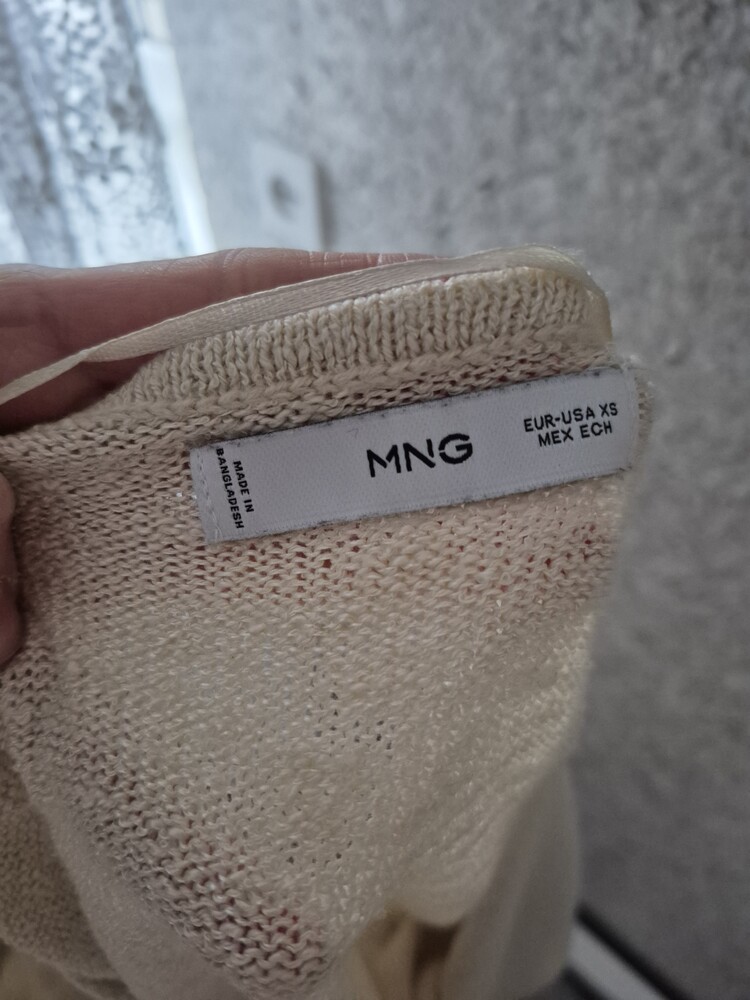 MADE IN
BANGLADESH
MNG
EUR-USA XS
MEX ECH